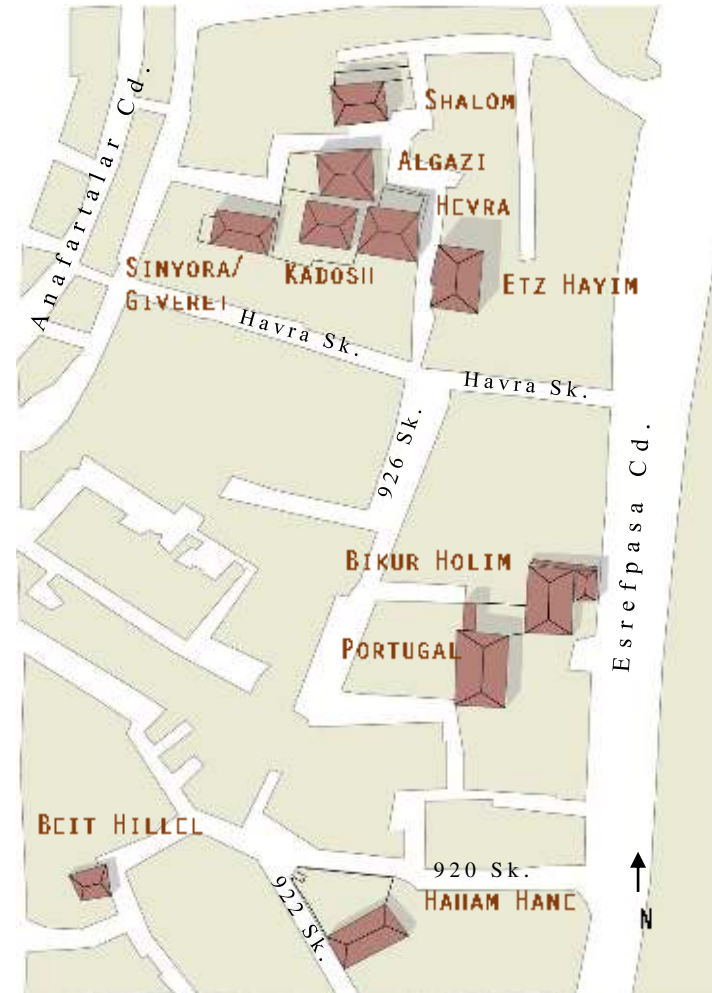 Anafartalar Cd.
SHALOM
ALGAZI
HEVRA
SINYORA/
GIVERET
KADOSH
ETZ HAYIM
Havra Sk.
Havra Sk.
926 Sk.
Esrefpasa Cd.
BIKUR HOLIM
PORTUGAL
BEIT HILLEL
922 Sk.
920 Sk.
HAHAM HANE
N